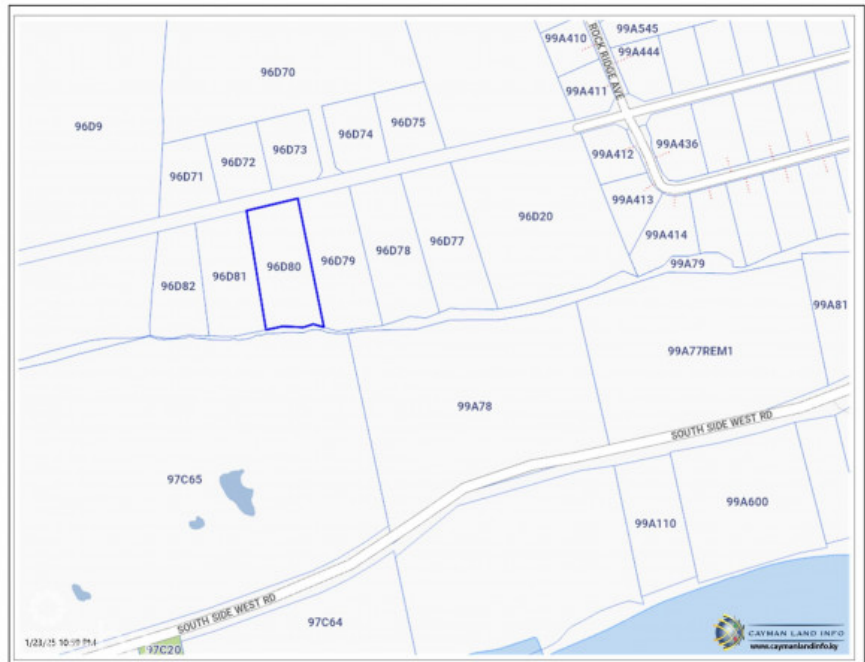 99A545
99A410
99A444
ROCK RIDGE AVE
96D70
99A411
96D9
96D74
96D75
96D73
96D72
96D71
99A412
99A436
99A413
96D20
96D77
96D78
96D79
96D80
96D81
96D82
99A414
99A79
99A81
99A77REM1
99A78
SOUTH SIDE WEST RD
97C65
99A110
99A600
SOUTH SIDE WEST RD
97C64
97C20
CAYMAN LAND INFO
www.caymanlandinfo.ky